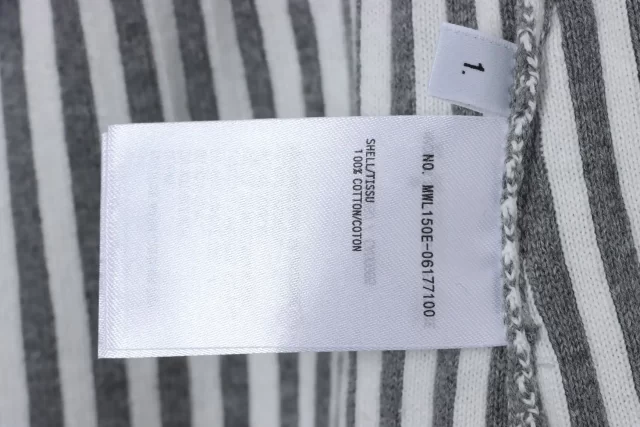 1.
NO. MWL150E-06177100
SHELL/TISSU
100% COTTON/COTON